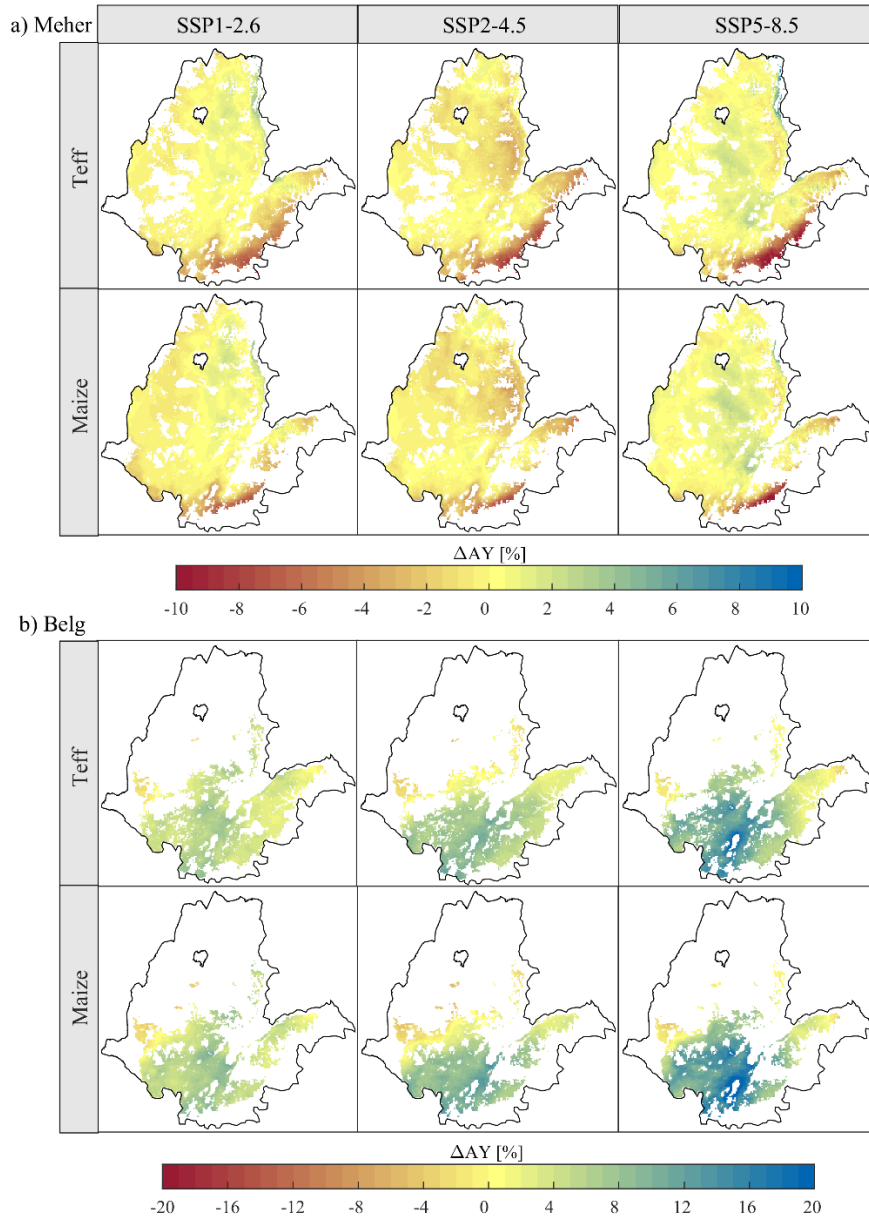 a) Meher
SSP1-2.6 SSP2-4.5 SSP5-8.5
Teff
Maize
ΔAY [%]
-10 -8 -6 -4 -2 0 2 4 6 8 10
b) Belg
Teff
Maize
ΔAY [%]
-20 -16 -12 -8 -4 0 4 8 12 16 20